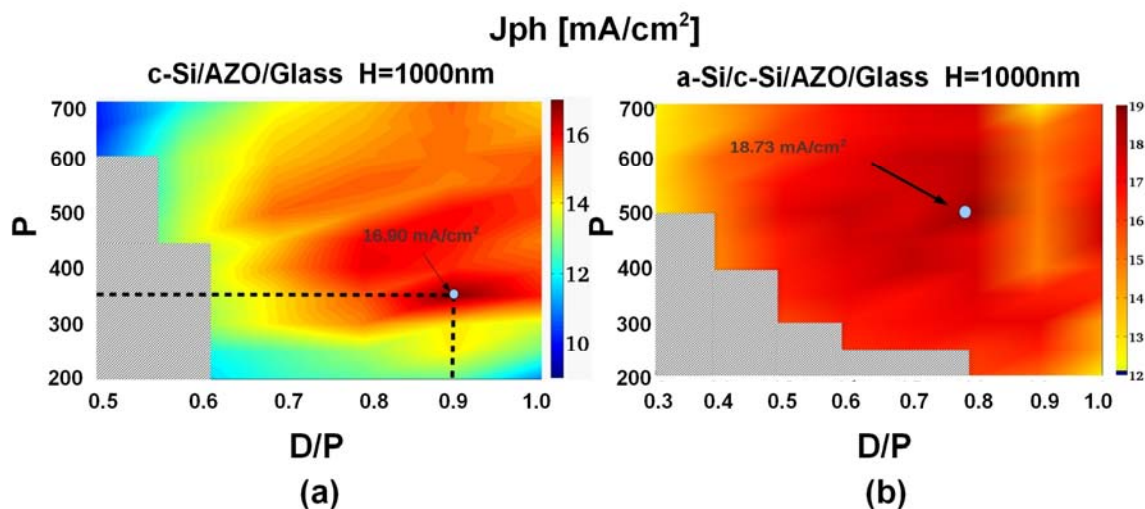 Jph [mA/cm²]
c-Si/AZO/Glass H=1000nm
700
600
500
400
300
200
P
16.90 mA/cm²
0.5 0.6 0.7 0.8 0.9 1.0
D/P
(a)
16
14
12
10
a-Si/c-Si/AZO/Glass H=1000nm
700
600
500
400
300
200
P
18.73 mA/cm²
0.3 0.4 0.5 0.6 0.7 0.8 0.9 1.0
D/P
(b)
19
18
17
16
15
14
13
12